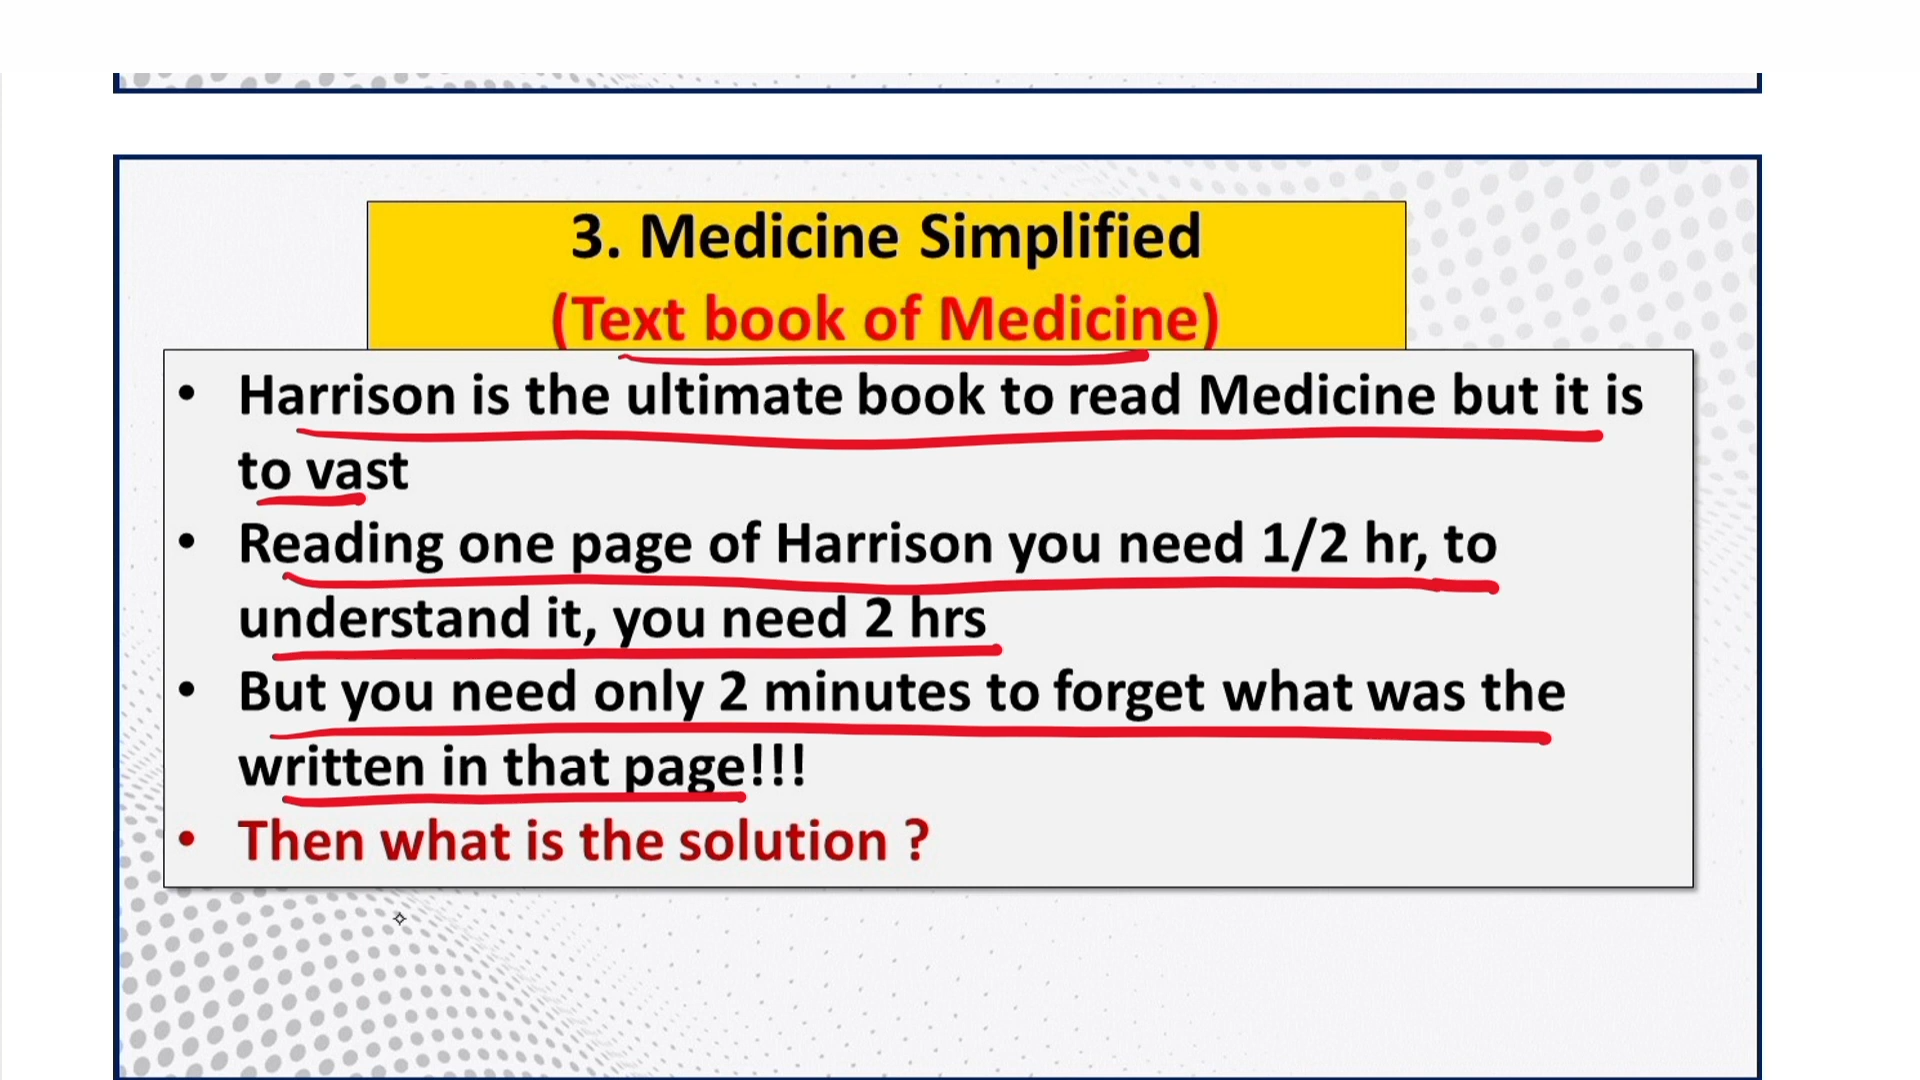 3. Medicine Simplified
(Text book of Medicine)
• Harrison is the ultimate book to read Medicine but it is
to vast
• Reading one page of Harrison you need 1/2 hr, to
understand it, you need 2 hrs
• But you need only 2 minutes to forget what was the
written in that page!!!
• Then what is the solution ?